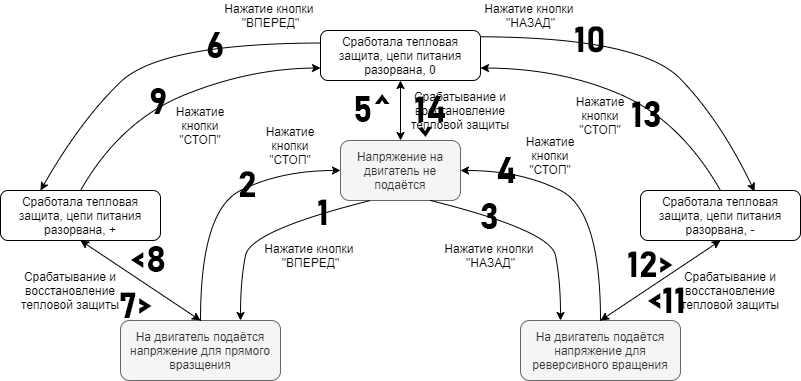 Нажатие кнопки
"ВПЕРЕД"
Нажатие кнопки
"НАЗАД"
6
10
Сработала тепловая
защита, цепи питания
разорвана, 0
9
5^
14
Срабатывание и
восстановление
тепловой защиты
13
Нажатие
кнопки
"СТОП"
Нажатие
кнопки
"СТОП"
Нажатие
кнопки
"СТОП"
Нажатие
кнопки
"СТОП"
Напряжение на
двигатель не
подаётся
2
4
Сработала тепловая
защита, цепи питания
разорвана, +
Сработала тепловая
защита, цепи питания
разорвана, -
1
3
Нажатие кнопки
"ВПЕРЕД"
Нажатие кнопки
"НАЗАД"
<8
12>
Срабатывание и
восстановление
тепловой защиты
7>
Срабатывание и
восстановление
тепловой защиты
<11
На двигатель подаётся
напряжение для прямого
вразщения
На двигатель подаётся
напряжение для
реверсивного вращения